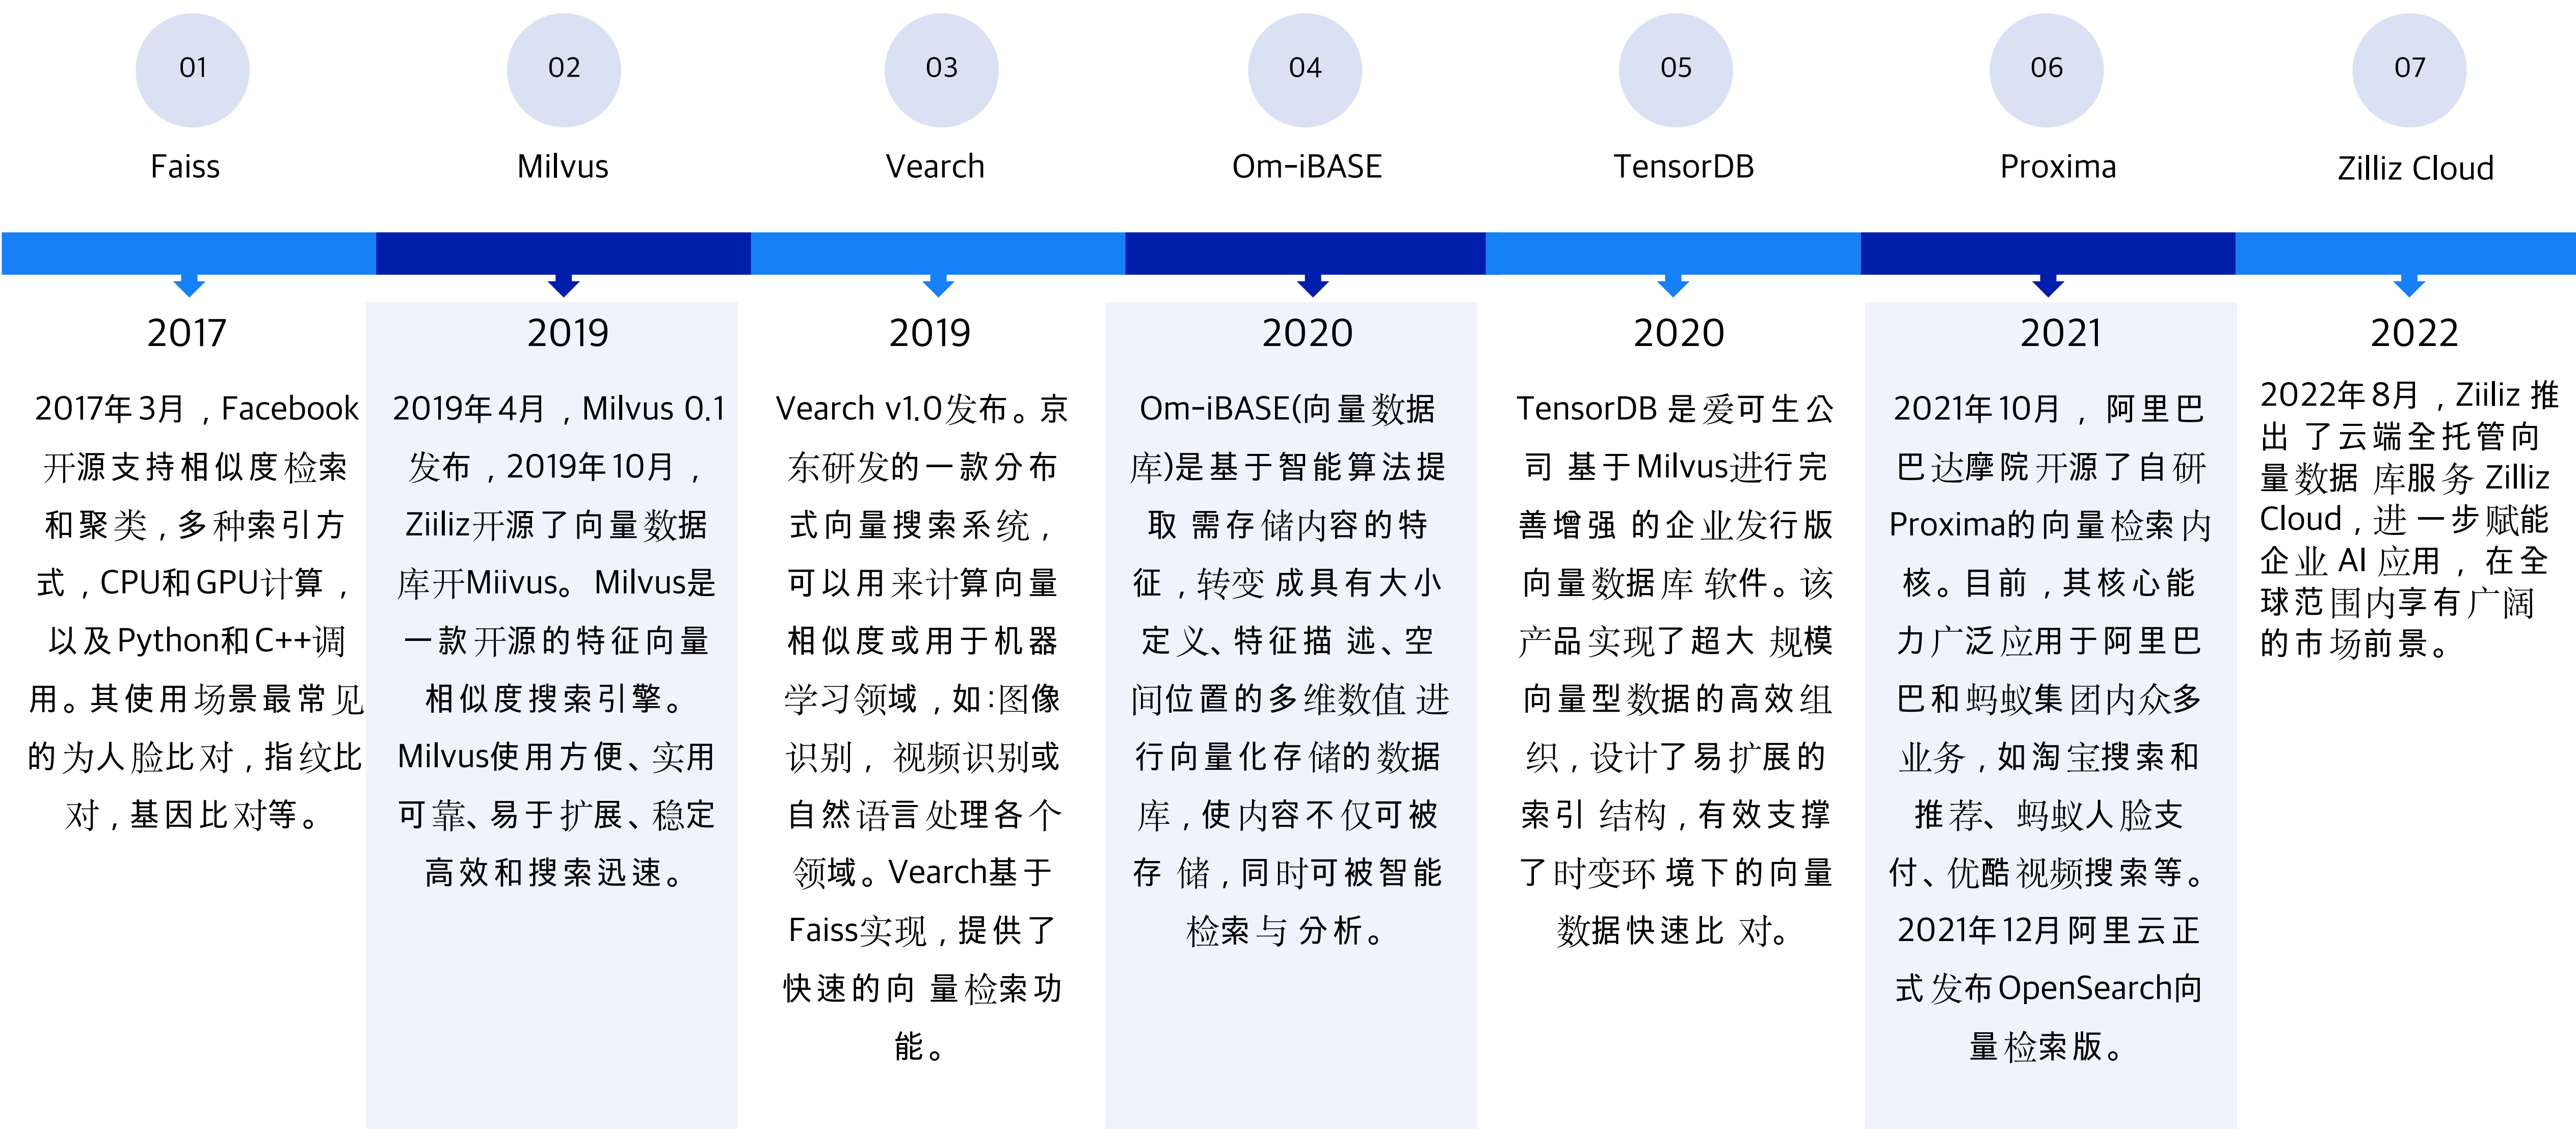 01
Faiss
2017
2017年3月，Facebook
开源支持相似度检索
和聚类，多种索引方
式，CPU和GPU计算，
以及Python和C++调
用。其使用场景最常见
的为人脸比对，指纹比
对，基因比对等。
02
Milvus
2019
2019年4月，Milvus 0.1
发布，2019年10月，
Ziiliz开源了向量数据
库开Miivus。Milvus是
一款开源的特征向量
相似度搜索引擎。
Milvus使用方便、实用
可靠、易于扩展、稳定
高效和搜索迅速。
03
Vearch
2019
Vearch v1.0发布。京
东研发的一款分布
式向量搜索系统，
可以用来计算向量
相似度或用于机器
学习领域，如:图像
识别，视频识别或
自然语言处理各个
领域。Vearch基于
Faiss实现，提供了
快速的向 量检索功
能。
04
Om-iBASE
2020
Om-iBASE(向量数据
库)是基于智能算法提
取 需存储内容的特
征，转变 成具有大小
定义、特征描 述、空
间位置的多维数值 进
行向量化存储的数据
库，使内容不仅可被
存 储，同时可被智能
检索与 分析。
05
TensorDB
2020
TensorDB 是爱可生公
司 基于Milvus进行完
善增强 的企业发行版
向量数据库 软件。该
产品实现了超大 规模
向量型数据的高效组
织，设计了易扩展的
索引 结构，有效支撑
了时变环 境下的向量
数据快速比 对。
06
Proxima
2021
2021年10月，阿里巴
巴达摩院开源了自研
Proxima的向量检索内
核。目前，其核心能
力广泛应用于阿里巴
巴和蚂蚁集团内众多
业务，如淘宝搜索和
推荐、蚂蚁人脸支
付、优酷视频搜索等。
2021年12月阿里云正
式发布OpenSearch向
量检索版。
07
Zilliz Cloud
2022
2022年8月，Ziiliz 推
出 了云端全托管向
量数据 库服务 Zilliz
Cloud，进 一步赋能
企业 AI 应用，在全
球范围内享有广阔
的市场前景。